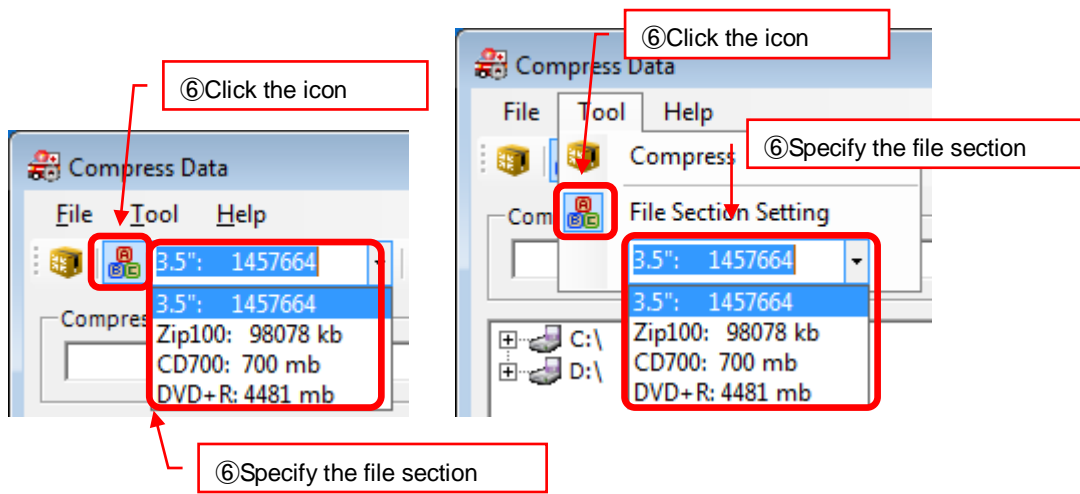 ⑥Click the icon
Compress Data
File Tool Help
A
B C
3.5": 1457664
Compres
3.5": 1457664
Zip100: 98078 kb
CD700: 700 mb
DVD+R: 4481 mb
⑥Specify the file section
⑥Click the icon
Compress Data
File Tool Help
Compress
⑥Specify the file section
Com
A
B C
File Section Setting
3.5": 1457664
3.5": 1457664
Zip100: 98078 kb
CD700: 700 mb
DVD+R: 4481 mb
C:\
D:\